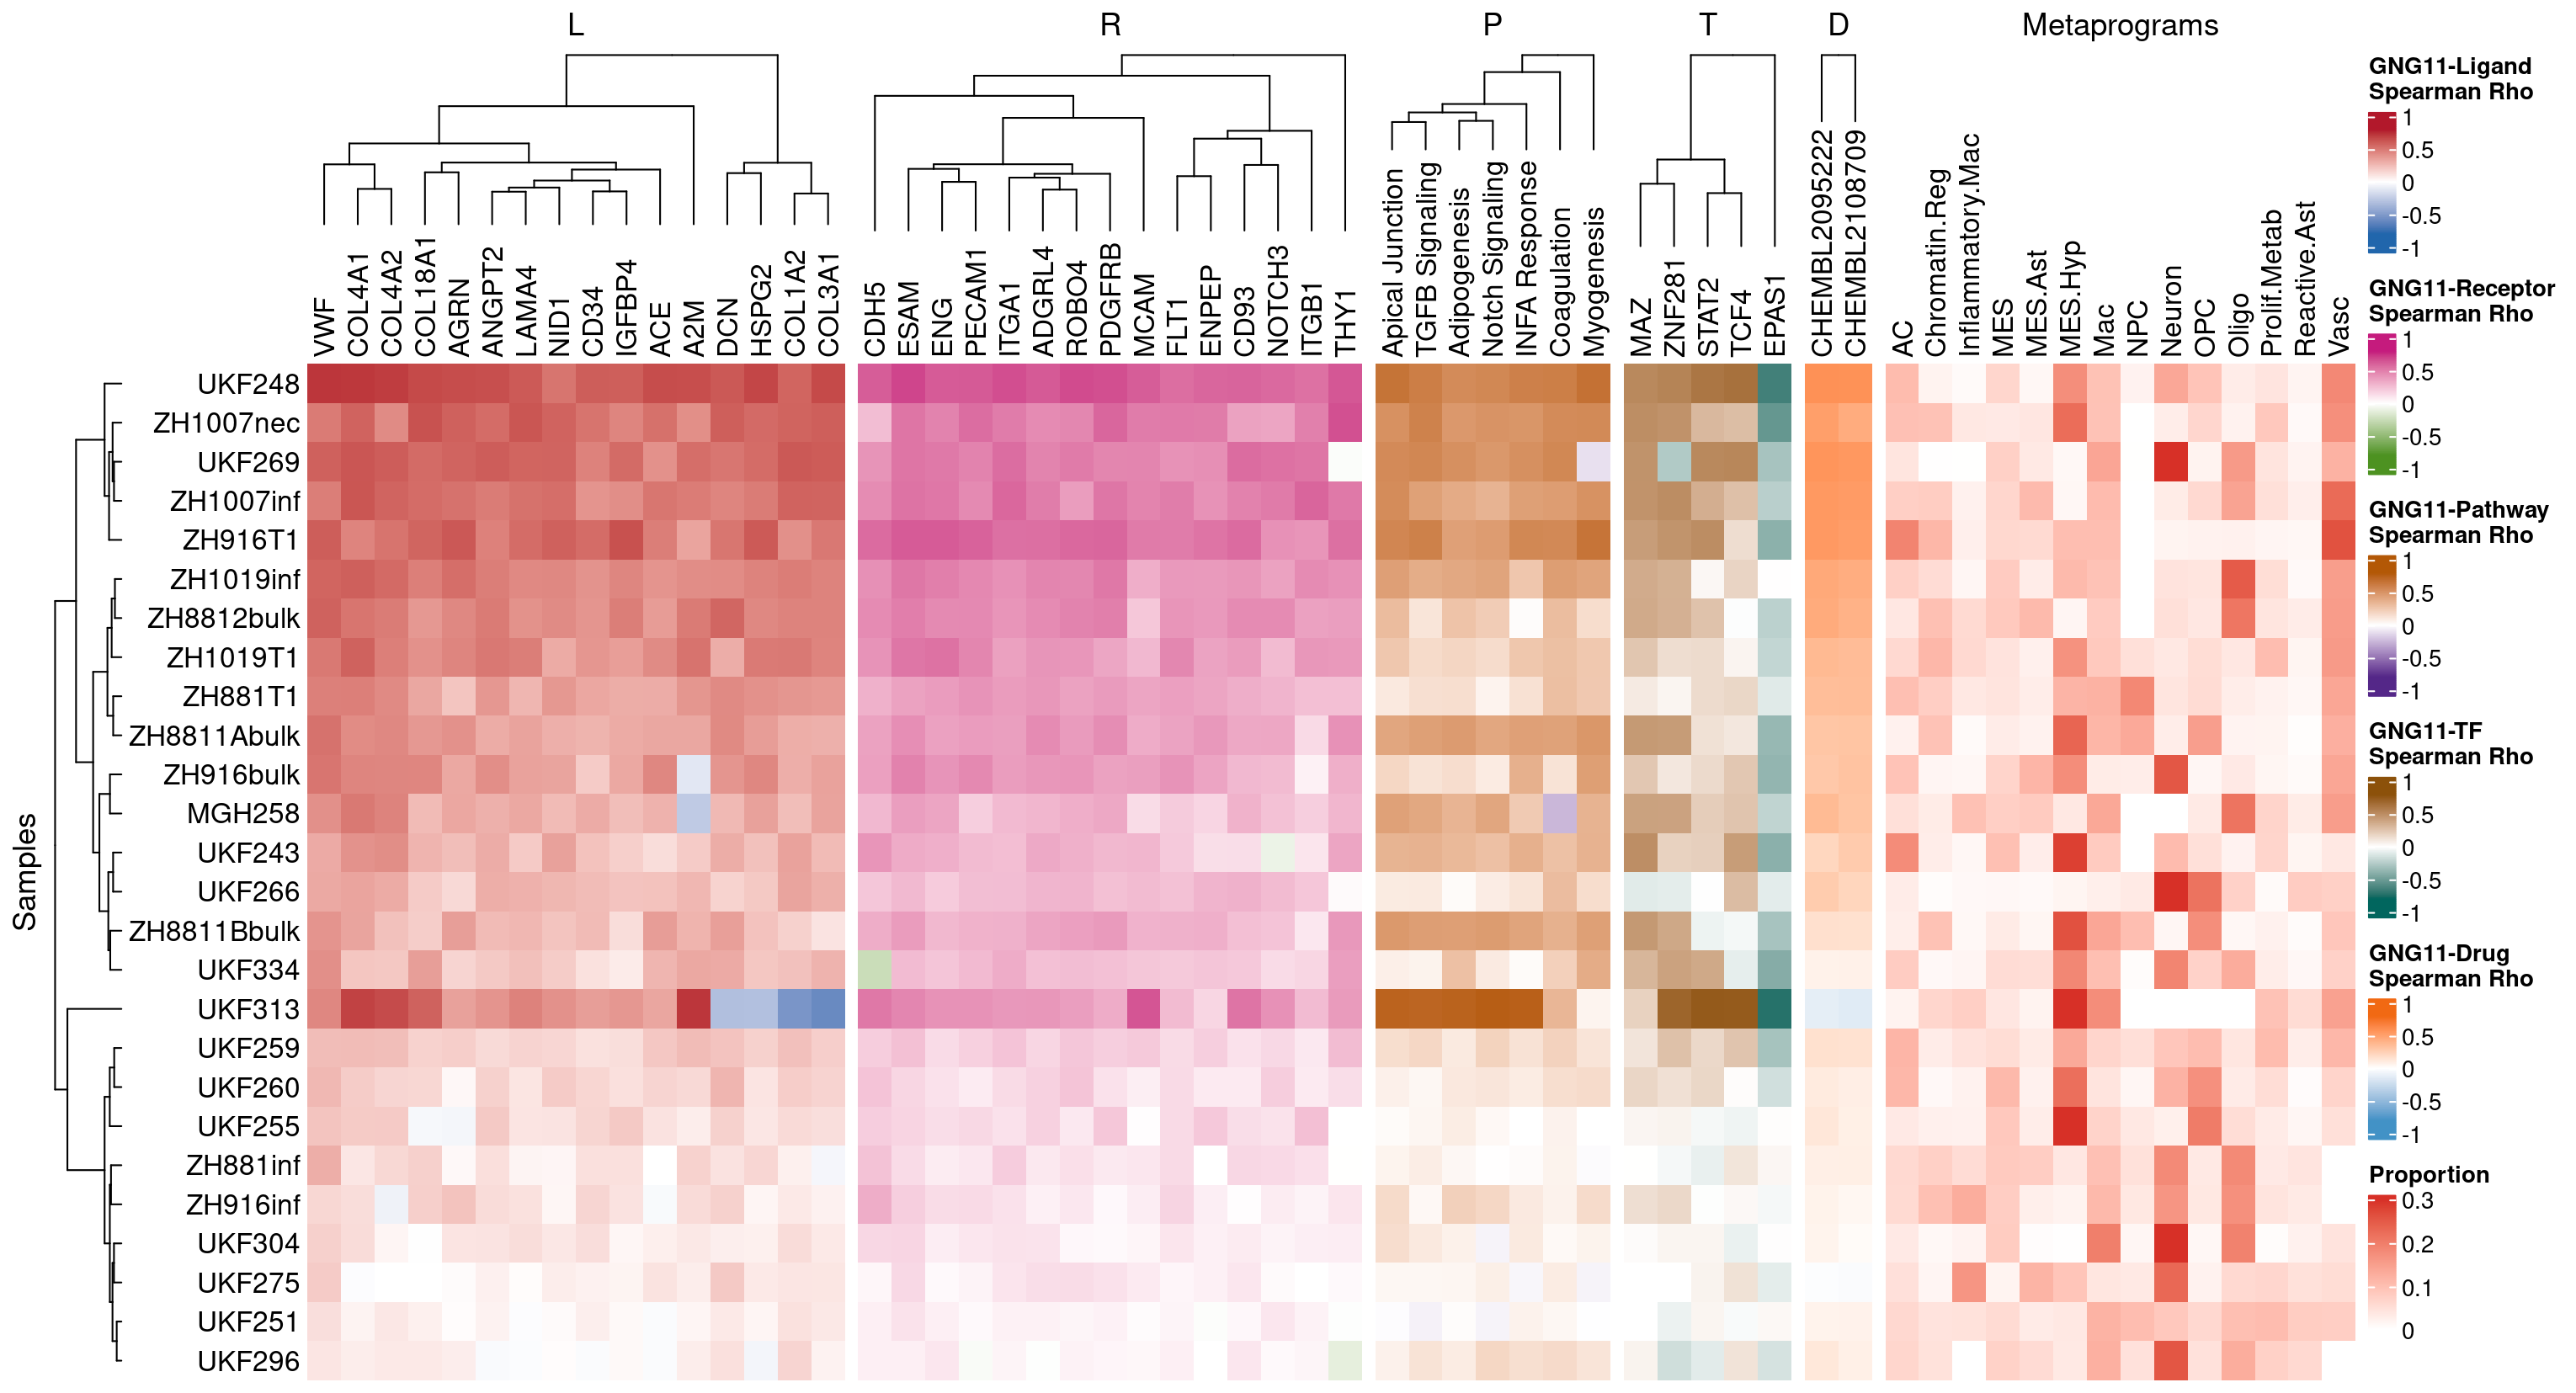 L
R
P
T
D
Metaprograms
VWF
COL4A1
COL4A2
COL18A1
AGRN
ANGPT2
LAMA4
NID1
CD34
IGFBP4
ACE
A2M
DCN
HSPG2
COL1A2
COL3A1
CDH5
ESAM
ENG
PECAM1
ITGA1
ADGRL4
ROBO4
PDGFRB
MCAM
FLT1
ENPEP
CD93
NOTCH3
ITGB1
THY1
Apical Junction
TGFB Signaling
Adipogenesis
Notch Signaling
INFA Response
Coagulation
Myogenesis
MAZ
ZNF281
STAT2
TCF4
EPAS1
CHEMBL2095222
CHEMBL2108709
AC
Chromatin.Reg
Inflammatory.Mac
MES
MES.Ast
MES.Hyp
Mac
NPC
Neuron
OPC
Oligo
Prolif.Metab
Reactive.Ast
Vasc
Samples
UKF248
ZH1007nec
UKF269
ZH1007inf
ZH916T1
ZH1019inf
ZH8812bulk
ZH1019T1
ZH881T1
ZH8811Abulk
ZH916bulk
MGH258
UKF243
UKF266
ZH8811Bbulk
UKF334
UKF313
UKF259
UKF260
UKF255
ZH881inf
ZH916inf
UKF304
UKF275
UKF251
UKF296
GNG11-Ligand
Spearman Rho
1
0.5
0
-0.5
-1
GNG11-Receptor
Spearman Rho
1
0.5
0
-0.5
-1
GNG11-Pathway
Spearman Rho
1
0.5
0
-0.5
-1
GNG11-TF
Spearman Rho
1
0.5
0
-0.5
-1
GNG11-Drug
Spearman Rho
1
0.5
0
-0.5
-1
Proportion
0.3
0.2
0.1
0